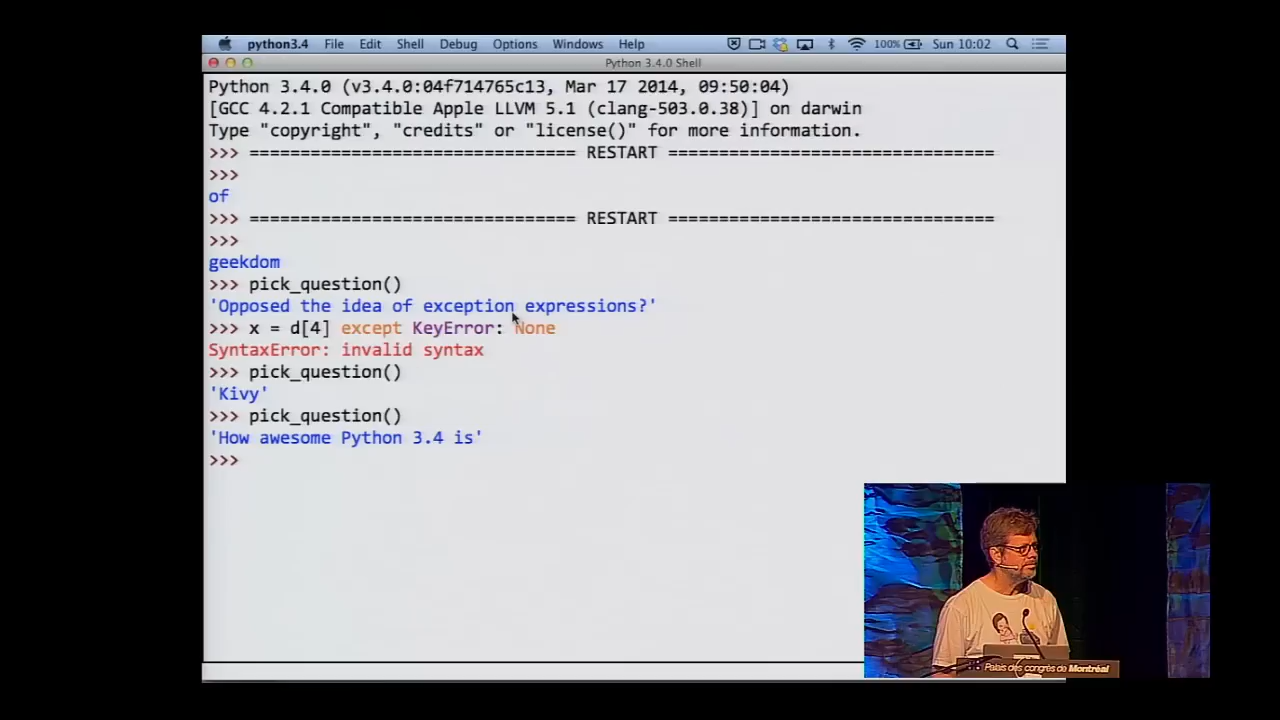 python3.4 File Edit Shell Debug Options Windows Help 100% Sun 10:02
Python 3.4.0 Shell
Python 3.4.0 (v3.4.0:04f714765c13, Mar 17 2014, 09:50:04)
[GCC 4.2.1 Compatible Apple LLVM 5.1 (clang-503.0.38)] on darwin
Type "copyright", "credits" or "license()" for more information.
>>> ================================ RESTART ================================
>>>
of
>>> ================================ RESTART ================================
>>>
geekdom
>>> pick_question()
'Opposed the idea of exception expressions?'
>>> x = d[4] except KeyError: None
SyntaxError: invalid syntax
>>> pick_question()
'Kivy'
>>> pick_question()
'How awesome Python 3.4 is'
>>>
Palais des congrès de Montréal